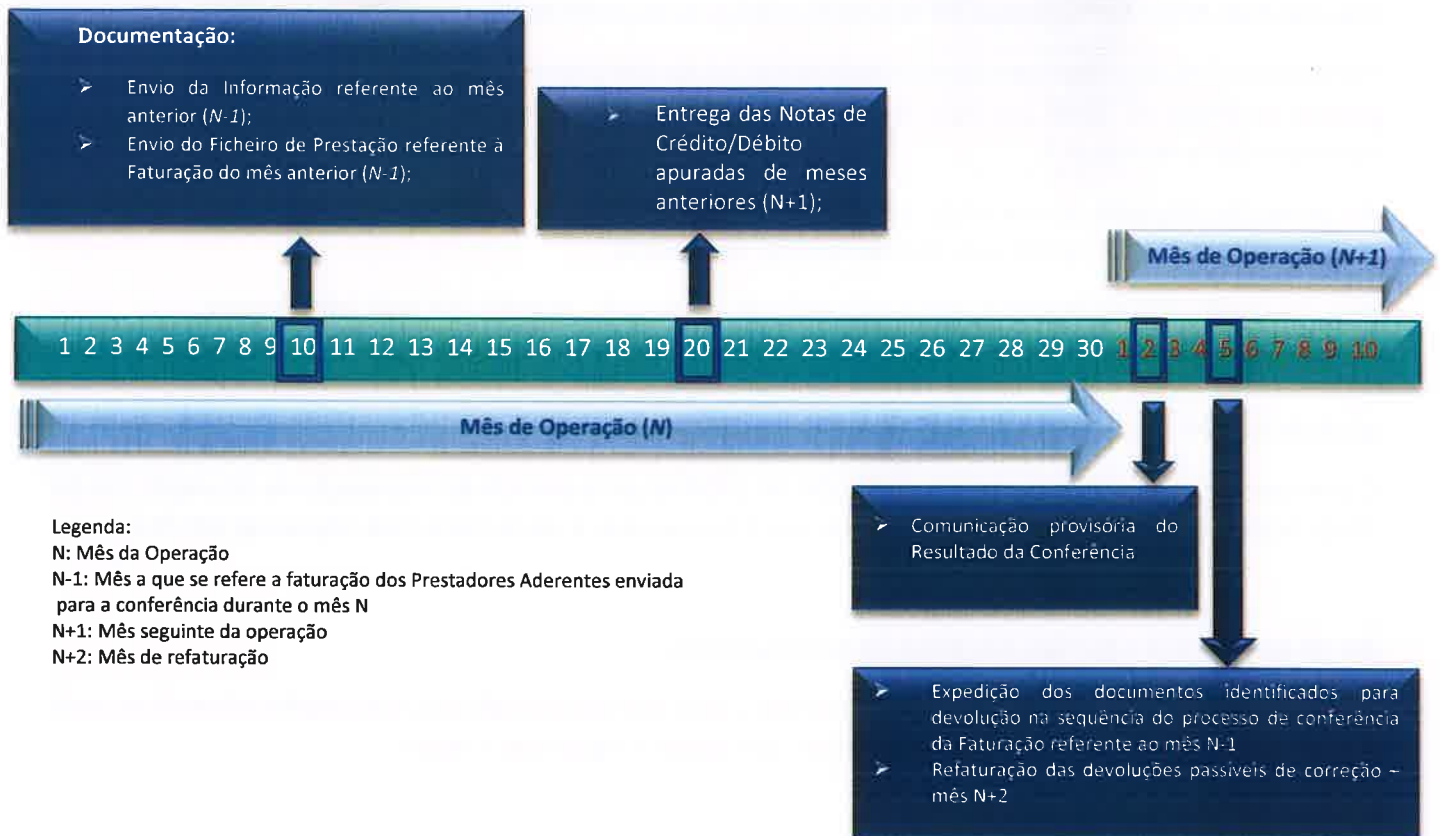 Documentação:
➢ Envio da Informação referente ao mês
anterior (N-1);
➢ Envio do Ficheiro de Prestação referente à
Faturação do mês anterior (N-1);
➢ Entrega das Notas de
Crédito/Débito
apuradas de meses
anteriores (N+1);
Mês de Operação (N+1)
1 2 3 4 5 6 7 8 9 10 11 12 13 14 15 16 17 18 19 20 21 22 23 24 25 26 27 28 29 30 1 2 3 4 5 6 7 8 9 10
Mês de Operação (N)
Legenda:
N: Mês da Operação
N-1: Mês a que se refere a faturação dos Prestadores Aderentes enviada
para a conferência durante o mês N
N+1: Mês seguinte da operação
N+2: Mês de refaturação
➢ Comunicação provisória do
Resultado da Conferência
➢ Expedição dos documentos identificados para
devolução na sequência do processo de conferência
da Faturação referente ao mês N-1
➢ Refaturação das devoluções passíveis de correção –
mês N+2